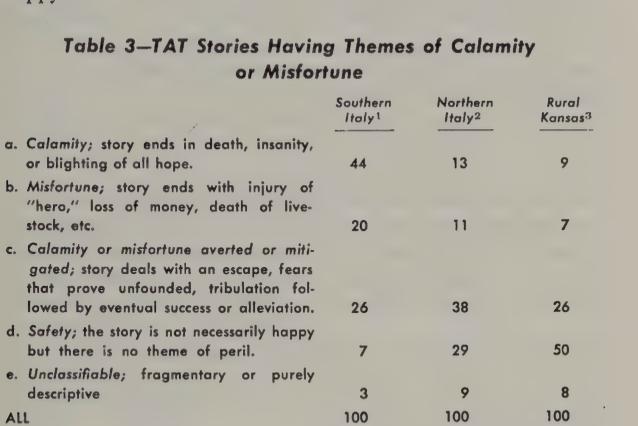 Table 3—TAT Stories Having Themes of Calamity
or Misfortune
Southern Northern Rural
Italy¹ Italy² Kansas³
a. Calamity; story ends in death, insanity,
or blighting of all hope. 44 13 9
b. Misfortune; story ends with injury of
"hero," loss of money, death of live-
stock, etc. 20 11 7
c. Calamity or misfortune averted or miti-
gated; story deals with an escape, fears
that prove unfounded, tribulation fol-
lowed by eventual success or alleviation. 26 38 26
d. Safety; the story is not necessarily happy
but there is no theme of peril. 7 29 50
e. Unclassifiable; fragmentary or purely
descriptive 3 9 8
ALL 100 100 100